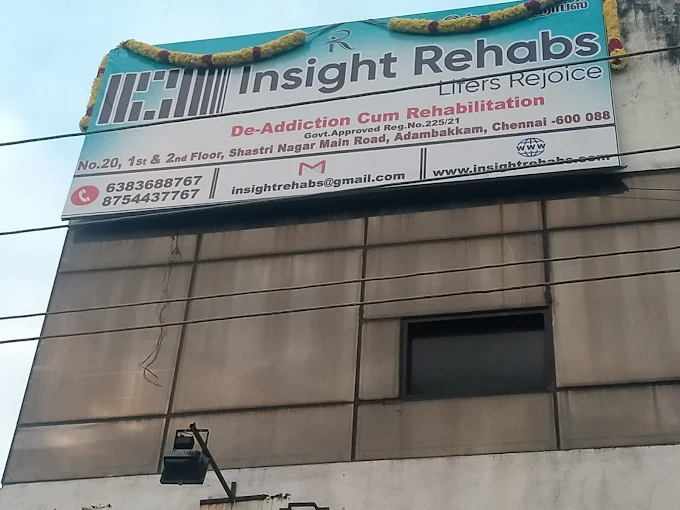 Insight Rehabs
Lifers Rejoice
De-Addiction Cum Rehabilitation
Govt.Approved Reg.No.225/21
No.20, 1st & 2nd Floor, Shastri Nagar Main Road, Adambakkam, Chennai -600 088
6383688767
8754437767
insightrehabs@gmail.com
www.insightrehabs.com